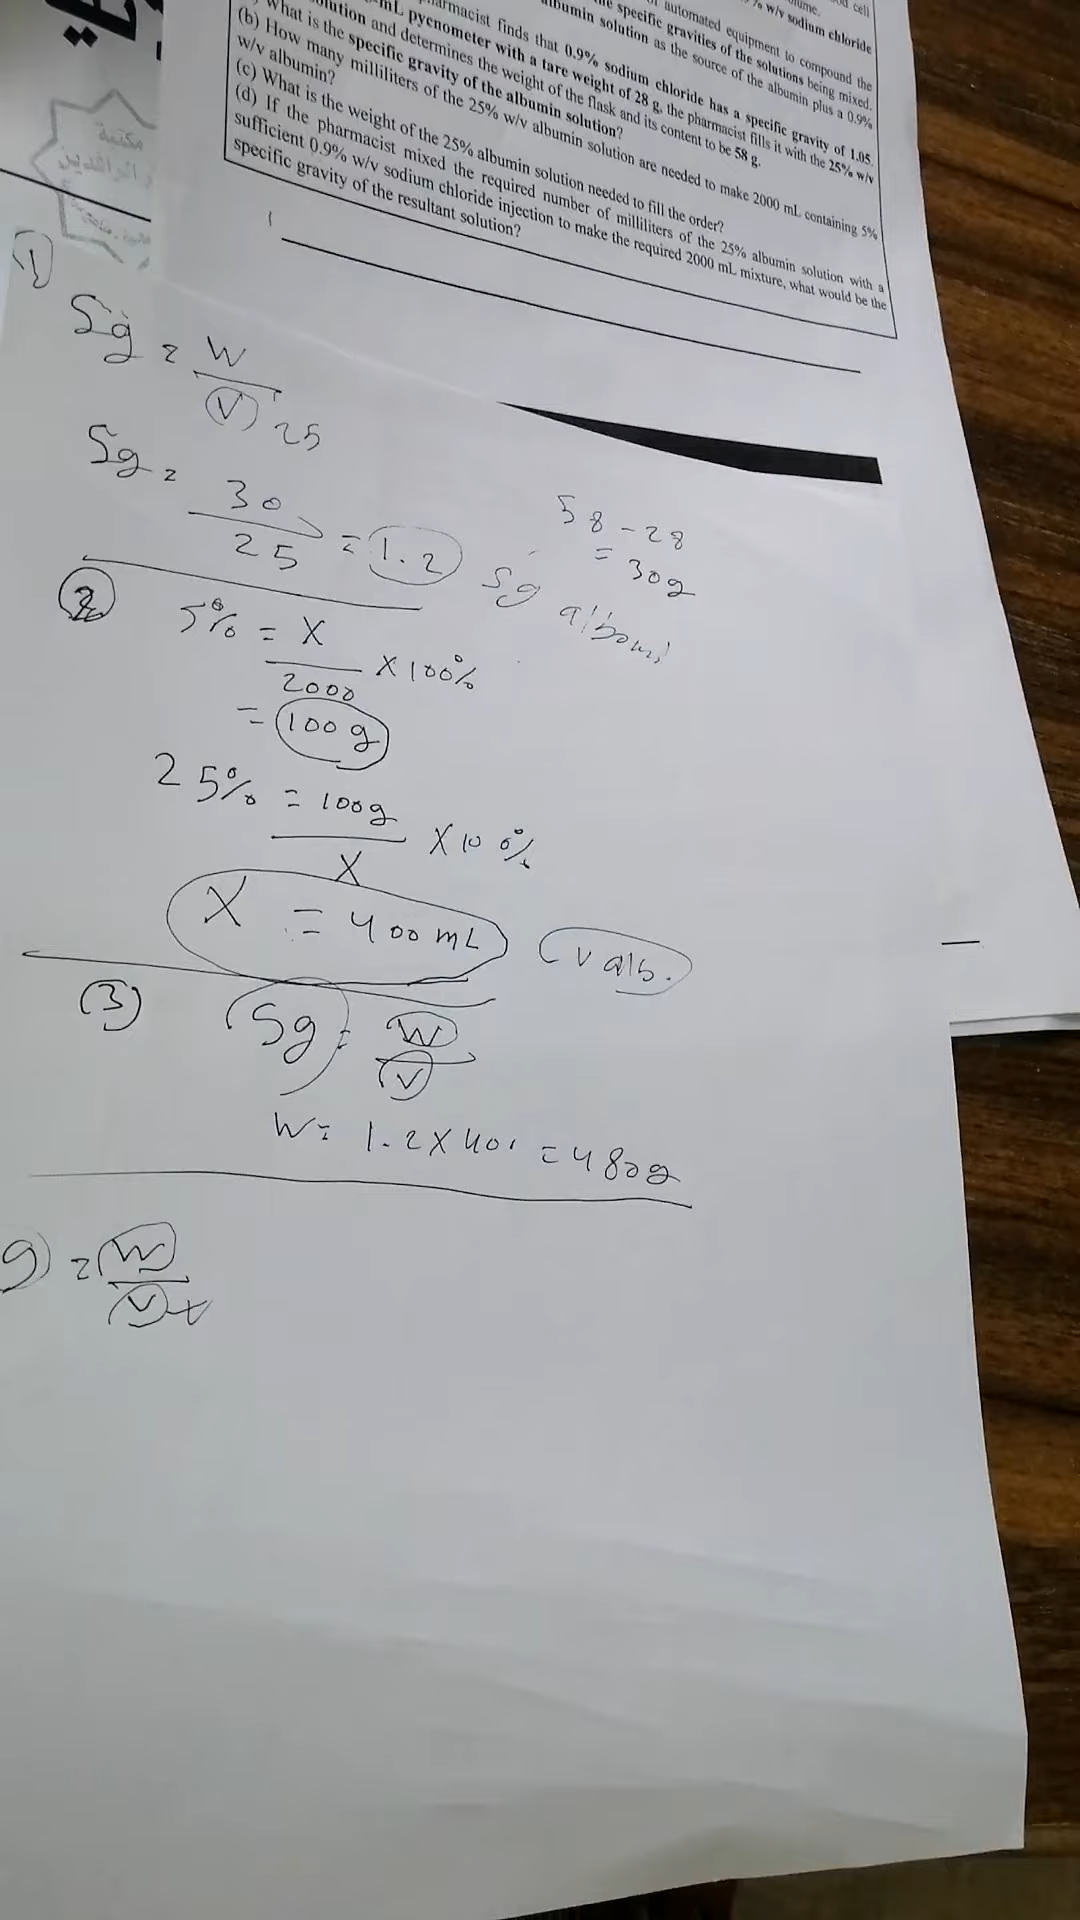 automated equipment to compound the
w/v sodium chloride
specific gravities of the solutions being mixed.
albumin solution as the source of the albumin plus a 0.9%
finds that 0.9% sodium chloride has a specific gravity of 1.05.
mL pycnometer with a tare weight of 28 g, the pharmacist fills it with the 25% w/v
and determines the weight of the flask and its content to be 58 g.
What is the specific gravity of the albumin solution?
(b) How many milliliters of the 25% w/v albumin solution are needed to make 2000 mL containing 5%
w/v albumin?
(c) What is the weight of the 25% albumin solution needed to fill the order?
(d) If the pharmacist mixed the required number of milliliters of the 25% albumin solution with a
sufficient 0.9% w/v sodium chloride injection to make the required 2000 mL mixture, what would be the
specific gravity of the resultant solution?
مكتبة
الرافدين
1
Sg = W
V 25
Sg = 30
25 = 1.2 Sg
58 - 28
= 30g
2
5% = X
2000 X 100%
= 100 g
25% = 100g
X X 100%
X = 400 mL V alb.
(3) Sg = W
V
W = 1.2 X 400 = 480g
g = W
V